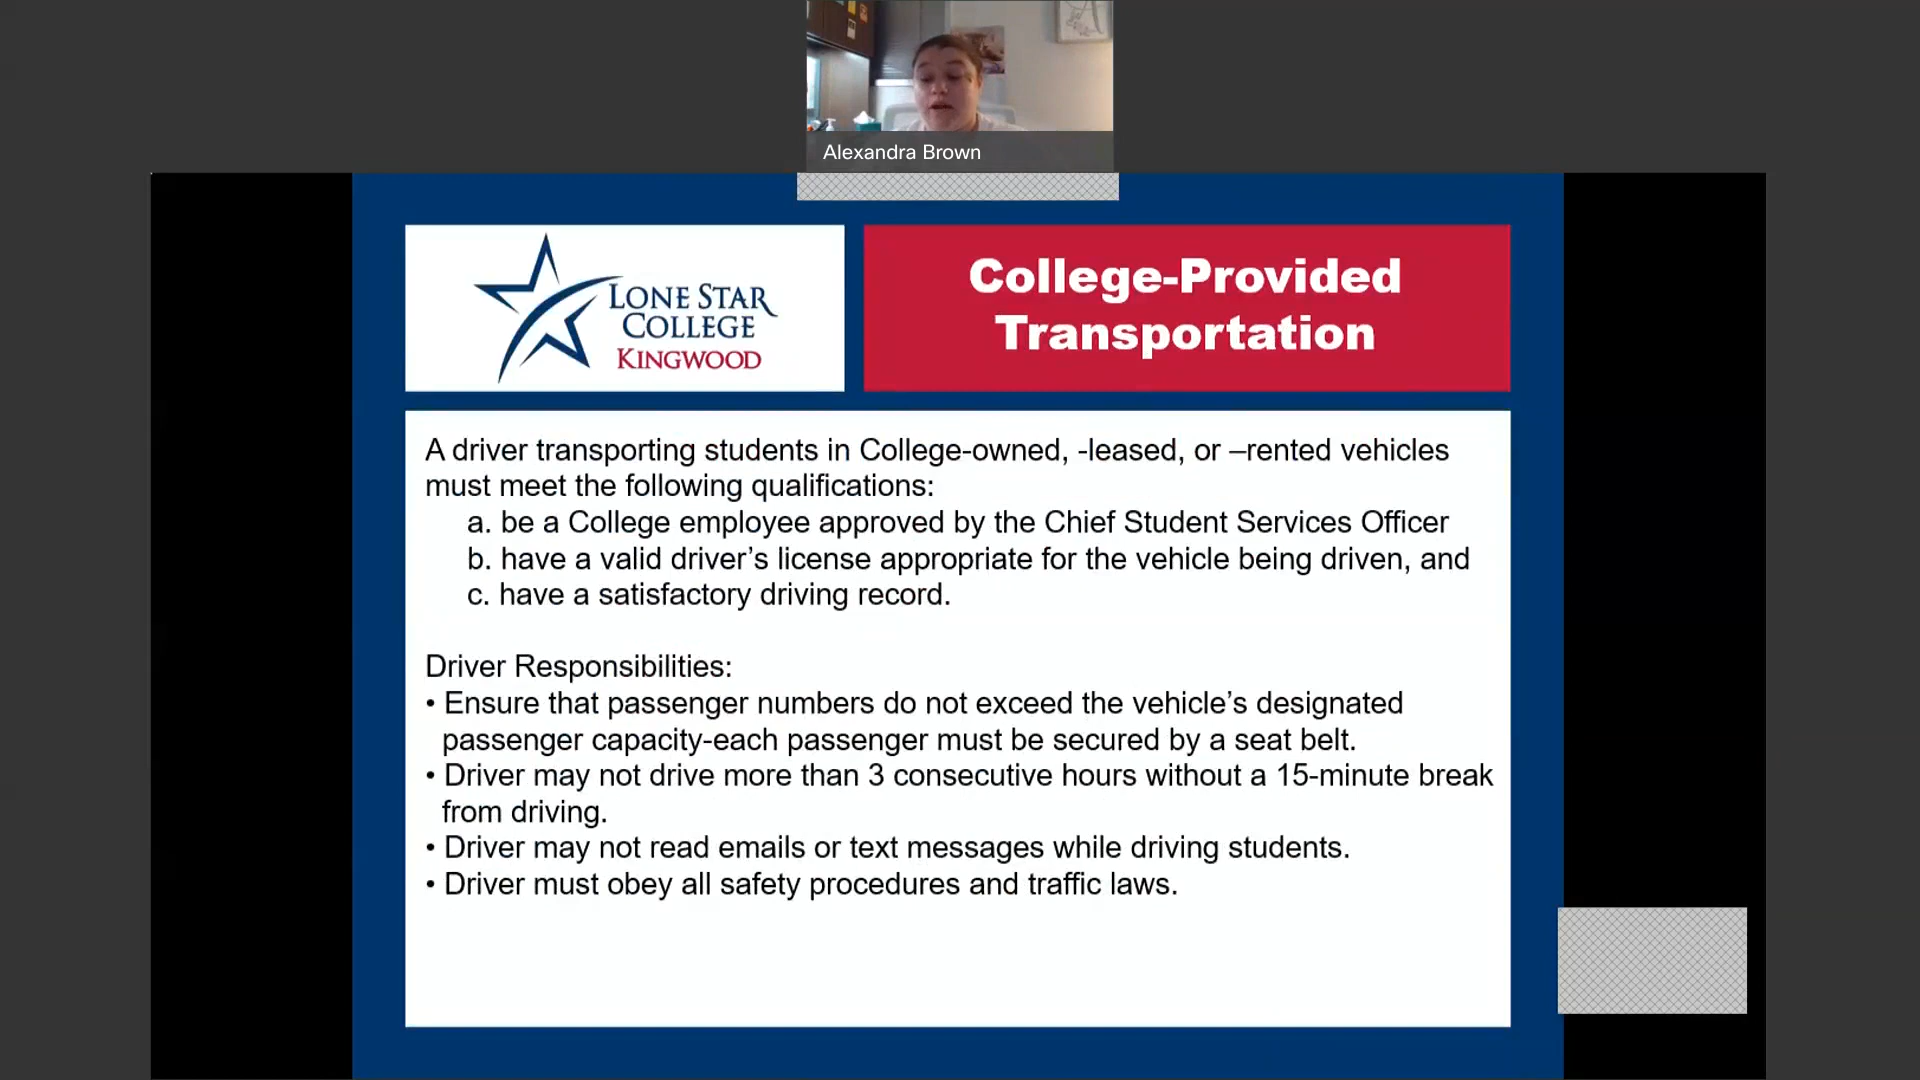 Alexandra Brown
LONE STAR
COLLEGE
KINGWOOD
College-Provided
Transportation
A driver transporting students in College-owned, -leased, or –rented vehicles
must meet the following qualifications:
a. be a College employee approved by the Chief Student Services Officer
b. have a valid driver’s license appropriate for the vehicle being driven, and
c. have a satisfactory driving record.
Driver Responsibilities:
• Ensure that passenger numbers do not exceed the vehicle’s designated
passenger capacity-each passenger must be secured by a seat belt.
• Driver may not drive more than 3 consecutive hours without a 15-minute break
from driving.
• Driver may not read emails or text messages while driving students.
• Driver must obey all safety procedures and traffic laws.